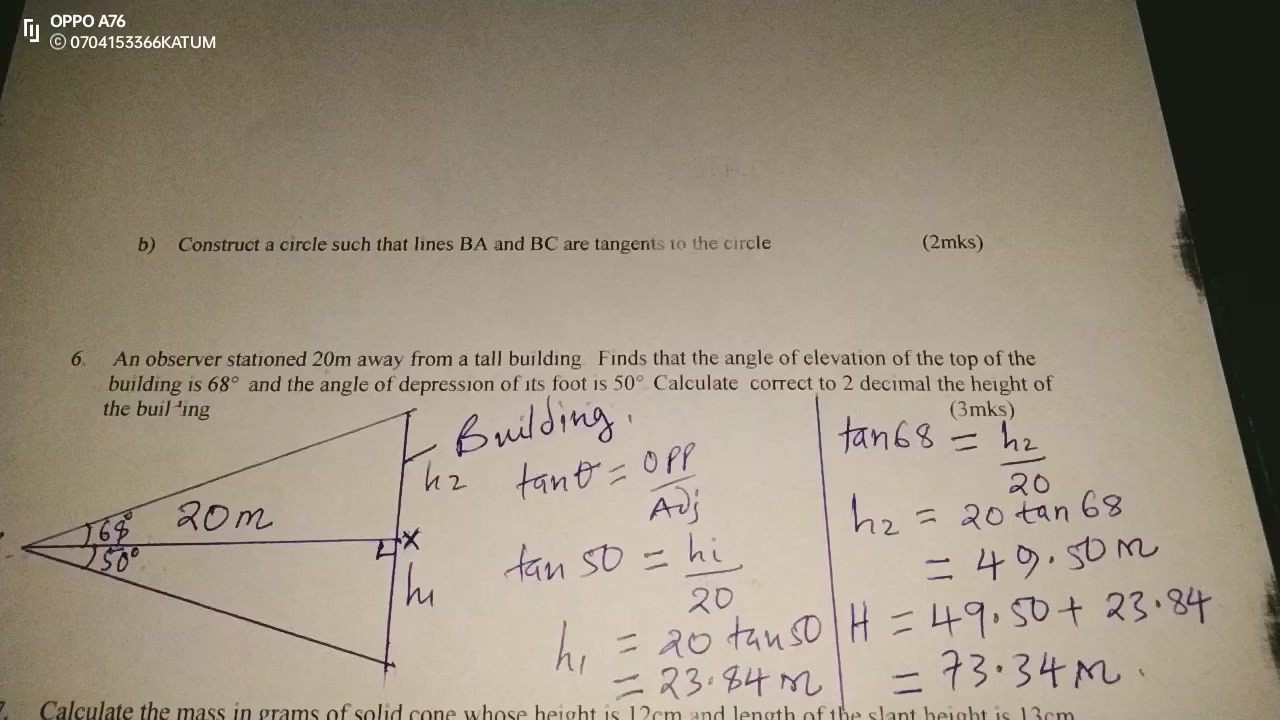 OPPO A76
© 0704153366KATUM
b) Construct a circle such that lines BA and BC are tangents to the circle (2mks)
6. An observer stationed 20m away from a tall building Finds that the angle of elevation of the top of the
building is 68° and the angle of depression of its foot is 50° Calculate correct to 2 decimal the height of
the building (3mks)
Building.
h2
68°
20m
50°
x
h1
tanθ = OPP/Adj
tan 50 = h1/20
h1 = 20 tan50
= 23.84 m
tan68 = h2/20
h2 = 20 tan 68
= 49.50 m
H = 49.50 + 23.84
= 73.34 m.
7. Calculate the mass in grams of solid cone whose height is 12cm and length of the slant height is 13cm